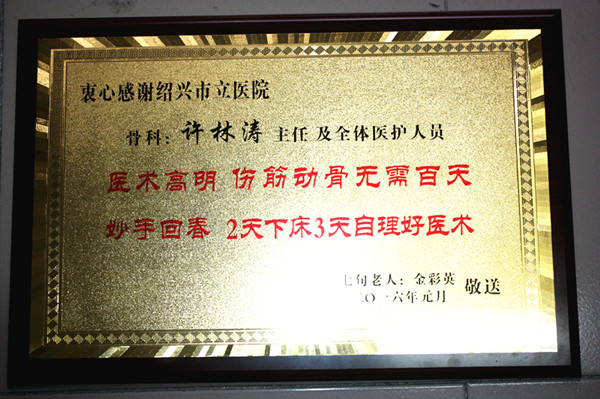 衷心感谢绍兴市立医院
骨科：许林涛 主任 及全体医护人员
医术高明 伤筋动骨无需百天
妙手回春 2天下床3天自理好医术
七旬老人：金彩英
二〇一六年元月 敬送